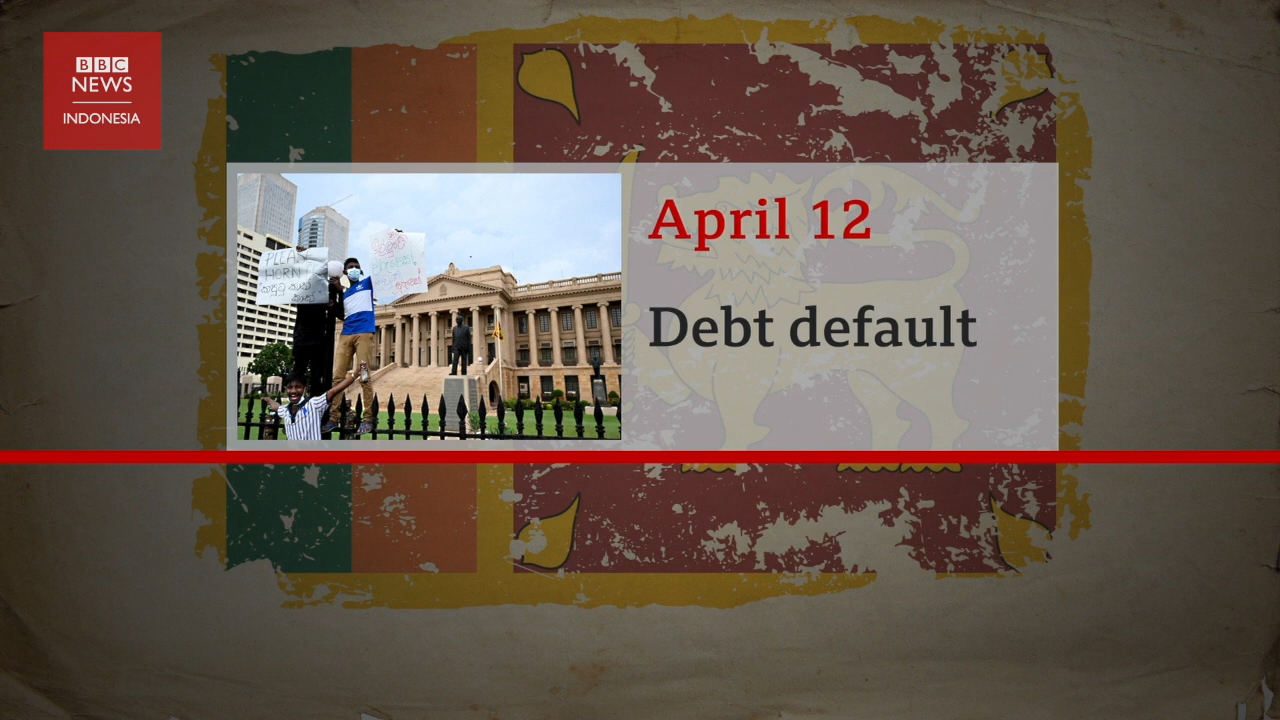 BBC
NEWS
INDONESIA
April 12
Debt default
PLEASE
HORN